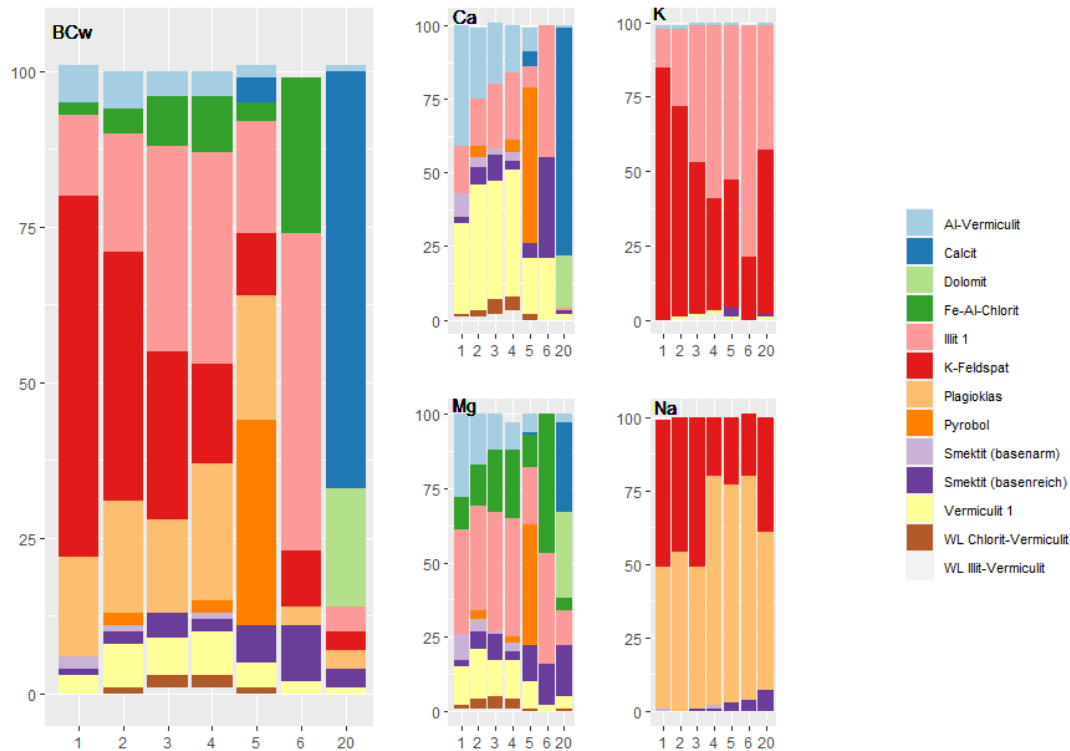 BCw
100
75
50
25
0
1 2 3 4 5 6 20
Ca
100
75
50
25
0
1 2 3 4 5 6 20
K
100
75
50
25
0
1 2 3 4 5 6 20
Mg
100
75
50
25
0
1 2 3 4 5 6 20
Na
100
75
50
25
0
1 2 3 4 5 6 20
Al-Vermiculit
Calcit
Dolomit
Fe-Al-Chlorit
Illit 1
K-Feldspat
Plagioklas
Pyrobol
Smektit (basenarm)
Smektit (basenreich)
Vermiculit 1
WL Chlorit-Vermiculit
WL Illit-Vermiculit